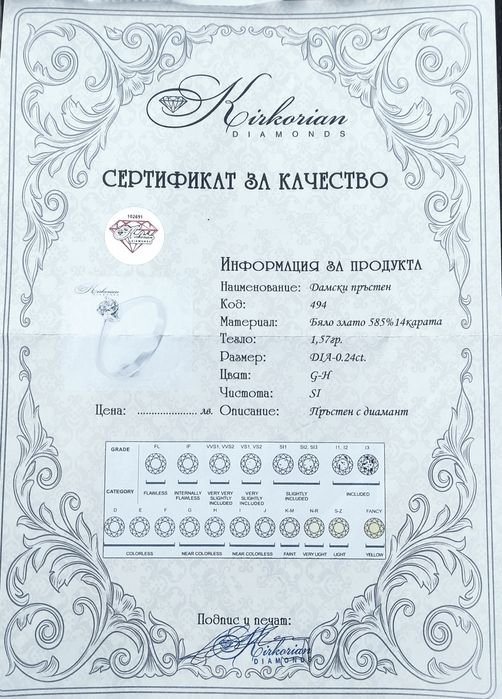 Kirkorian
DIAMONDS
СЕРТИФИКАТ ЗА КАЧЕСТВО
102691
Kirkorian
ИНФОРМАЦИЯ ЗА ПРОДУКТА
Наименование: Дамски пръстен
Код: 494
Материал: Бяло злато 585%14карата
Тегло: 1,57гр.
Размер: DIA-0.24ct.
Цвят: G-H
Чистота: SI
Цена: ...................... лв. Описание: Пръстен с диамант
GRADE FL IF VVS1, VVS2 VS1, VS2 SI1 SI2, SI3 I1, I2 I3
CATEGORY FLAWLESS INTERNALLY FLAWLESS VERY VERY SLIGHTLY INCLUDED VERY SLIGHTLY INCLUDED SLIGHTLY INCLUDED INCLUDED
D E F G H I J K-M N-R S-Z FANCY
COLORLESS NEAR COLORLESS NEAR COLORLESS FAINT VERY LIGHT LIGHT YELLOW
Подпис и печат:
Kirkorian
DIAMONDS